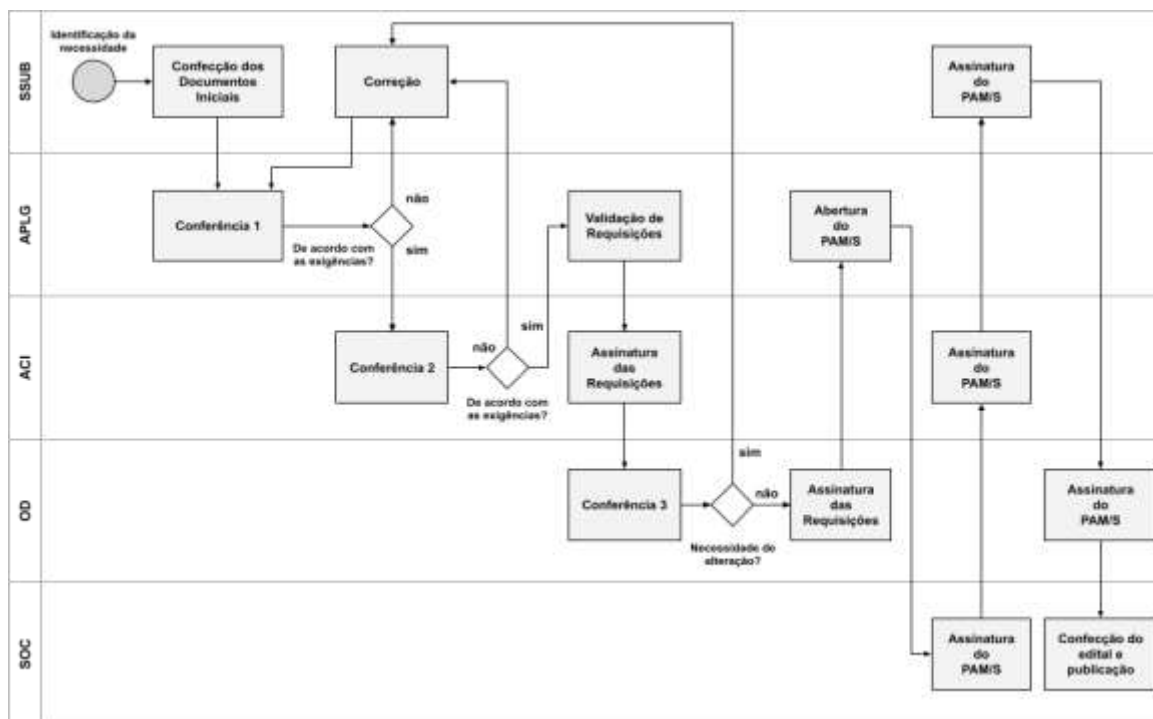 SSUB
Identificação da
necessidade
Confecção dos
Documentos
Iniciais
Correção
Assinatura
do
PAM/S
APLG
Conferência 1
não
sim
De acordo com
as exigências?
Validação de
Requisições
Abertura
do
PAM/S
ACI
Conferência 2
não
sim
De acordo com
as exigências?
Assinatura
das
Requisições
Assinatura
do
PAM/S
OD
Conferência 3
sim
não
Necessidade de
alteração?
Assinatura
das
Requisições
Assinatura
do
PAM/S
SOC
Assinatura
do
PAM/S
Confecção do
edital e
publicação